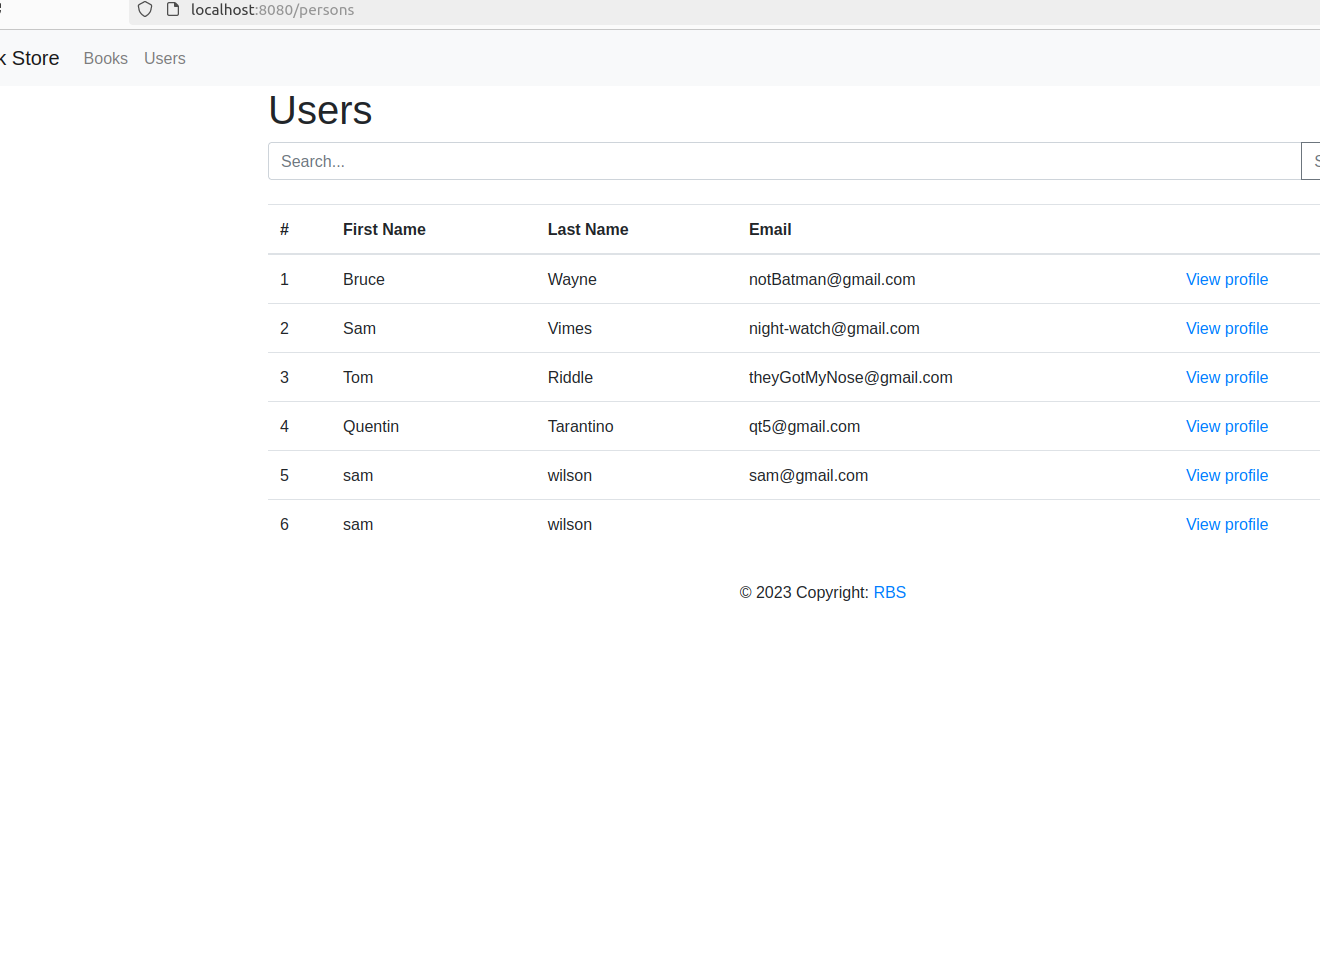 localhost:8080/persons
k Store Books Users
Users
Search...
# First Name Last Name Email
1 Bruce Wayne notBatman@gmail.com View profile
2 Sam Vimes night-watch@gmail.com View profile
3 Tom Riddle theyGotMyNose@gmail.com View profile
4 Quentin Tarantino qt5@gmail.com View profile
5 sam wilson sam@gmail.com View profile
6 sam wilson View profile
© 2023 Copyright: RBS